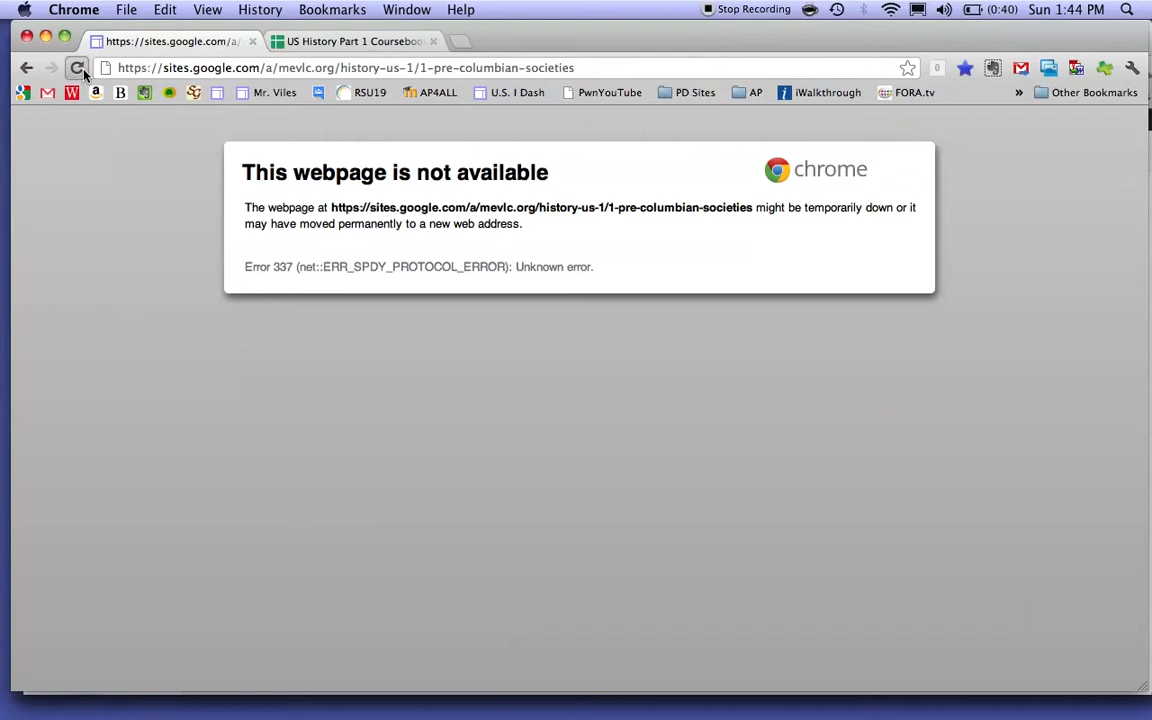 Chrome File Edit View History Bookmarks Window Help Stop Recording (0:40) Sun 1:44 PM
https://sites.google.com/a/ US History Part 1 Coursebook
https://sites.google.com/a/mevlc.org/history-us-1/1-pre-columbian-societies 0
W a B Mr. Viles RSU19 AP4ALL U.S. I Dash PwnYouTube PD Sites AP iWalkthrough FORA.tv » Other Bookmarks
This webpage is not available chrome
The webpage at https://sites.google.com/a/mevlc.org/history-us-1/1-pre-columbian-societies might be temporarily down or it
may have moved permanently to a new web address.
Error 337 (net::ERR_SPDY_PROTOCOL_ERROR): Unknown error.